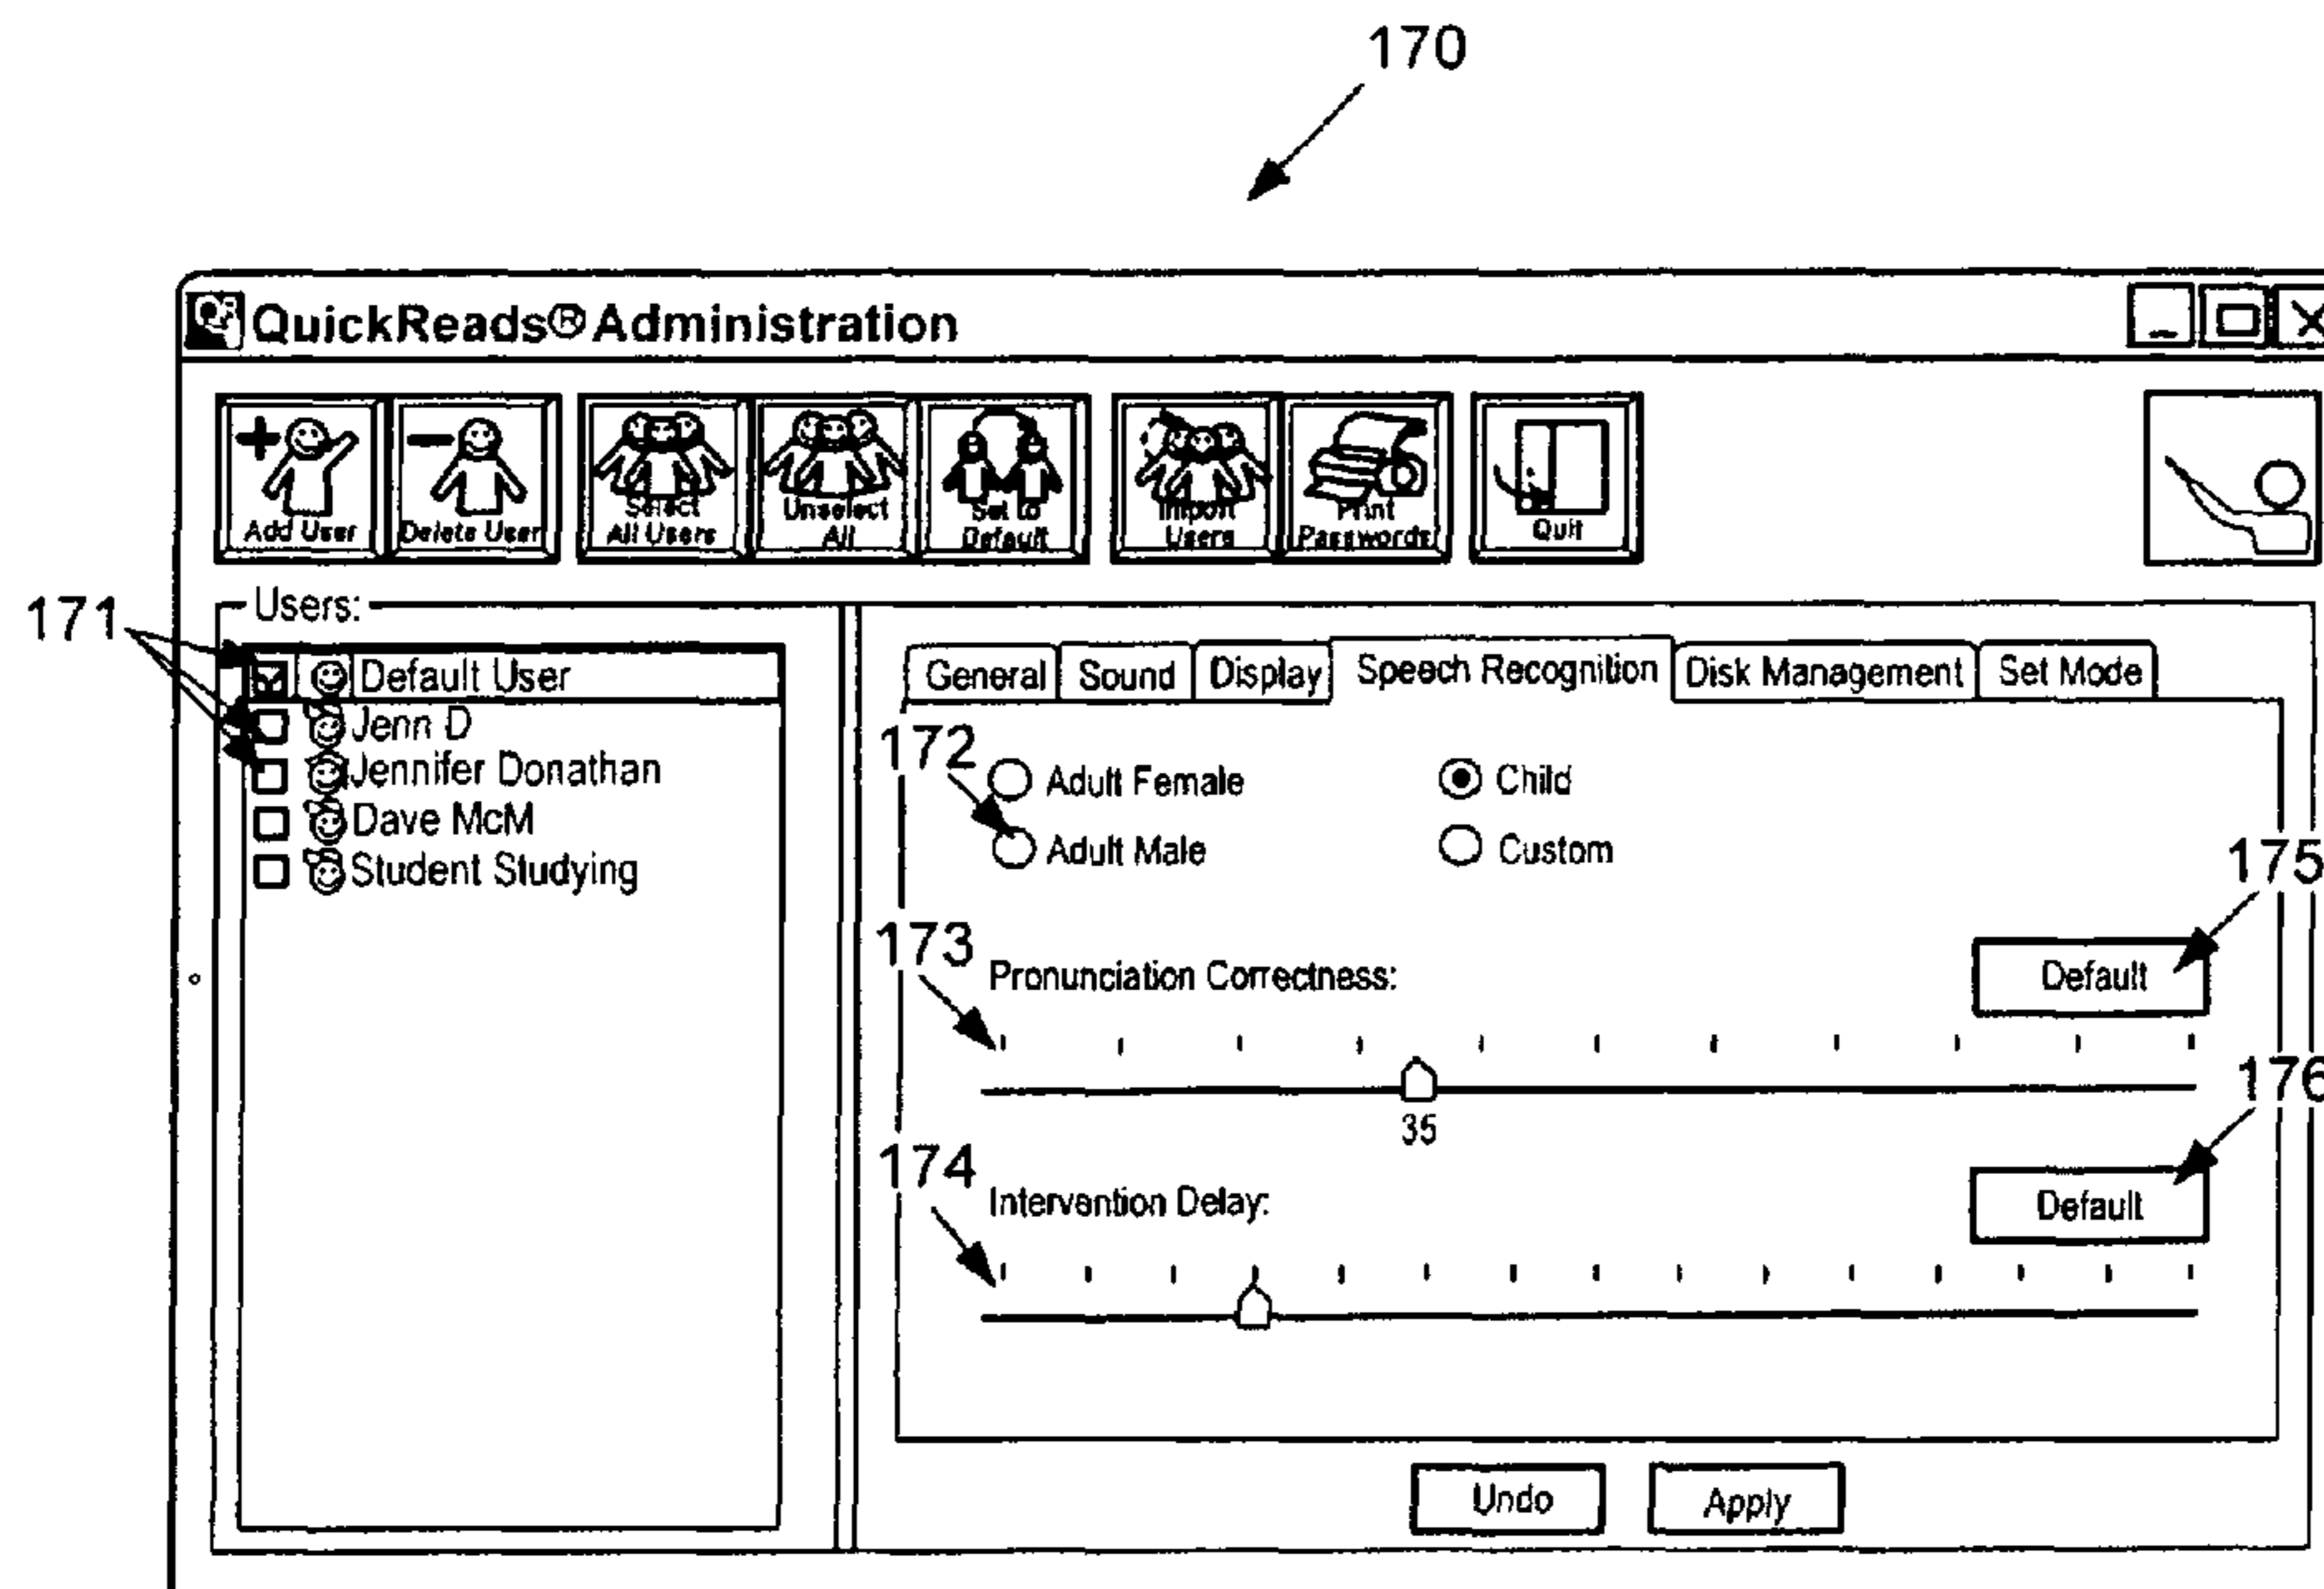 170
QuickReads® Administration
Add User
Delete User
Select
All Users
Unselect
All
Set to
Default
Import
Users
Print
Passwords
Quit
171
Users:
Default User
Jenn D
Jennifer Donathan
Dave McM
Student Studying
General Sound Display Speech Recognition Disk Management Set Mode
172
Adult Female Child
Adult Male Custom
175
173
Pronunciation Correctness: Default
176
35
174
Intervention Delay: Default
Undo Apply